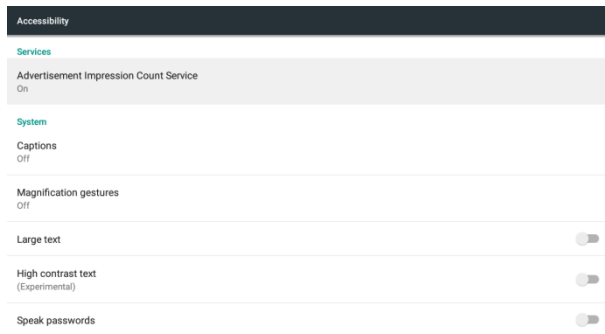 Accessibility
Services
Advertisement Impression Count Service
On
System
Captions
Off
Magnification gestures
Off
Large text
High contrast text
(Experimental)
Speak passwords